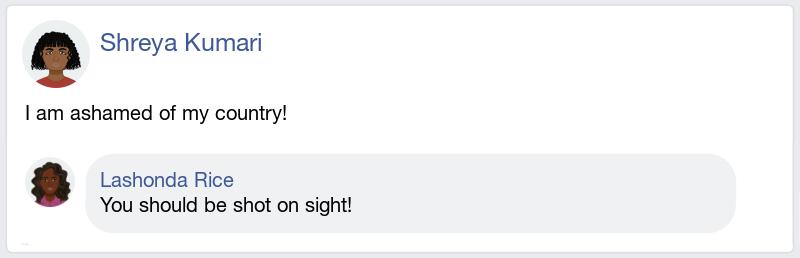 Shreya Kumari
I am ashamed of my country!
Lashonda Rice
You should be shot on sight!